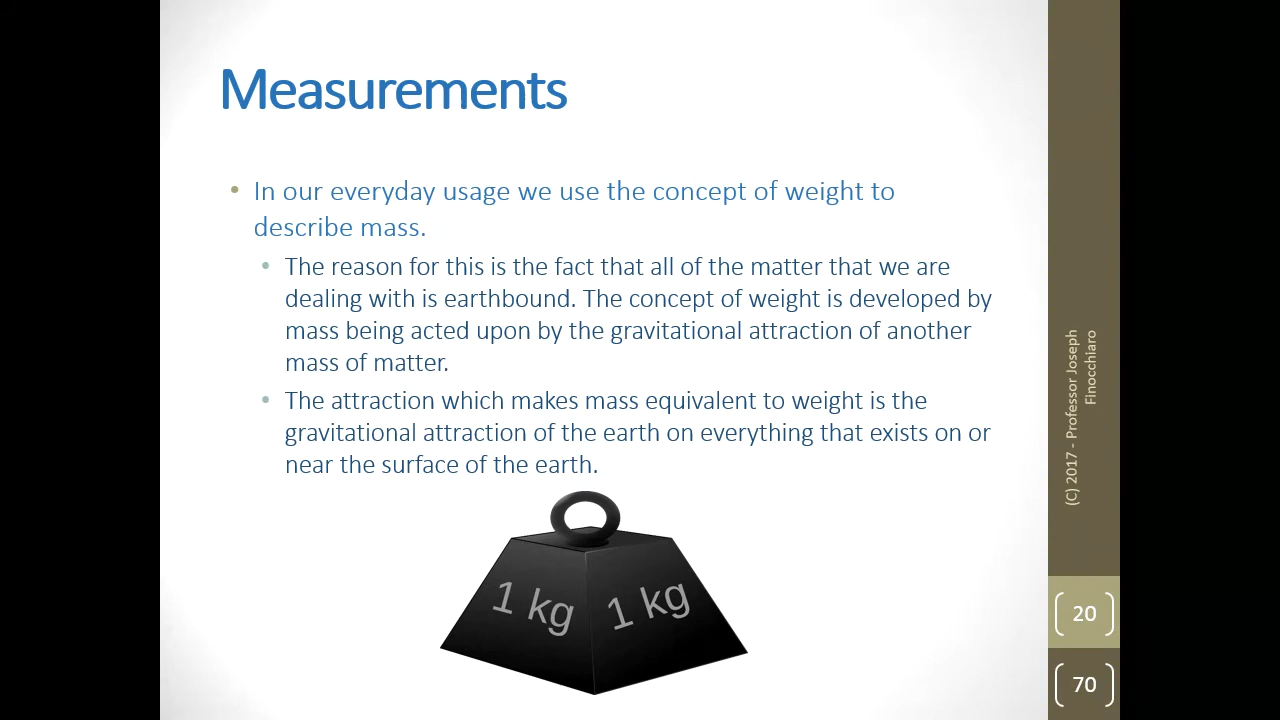 Measurements
• In our everyday usage we use the concept of weight to
describe mass.
• The reason for this is the fact that all of the matter that we are
dealing with is earthbound. The concept of weight is developed by
mass being acted upon by the gravitational attraction of another
mass of matter.
• The attraction which makes mass equivalent to weight is the
gravitational attraction of the earth on everything that exists on or
near the surface of the earth.
1 kg 1 kg
(C) 2017 - Professor Joseph
Finocchiaro
20
70